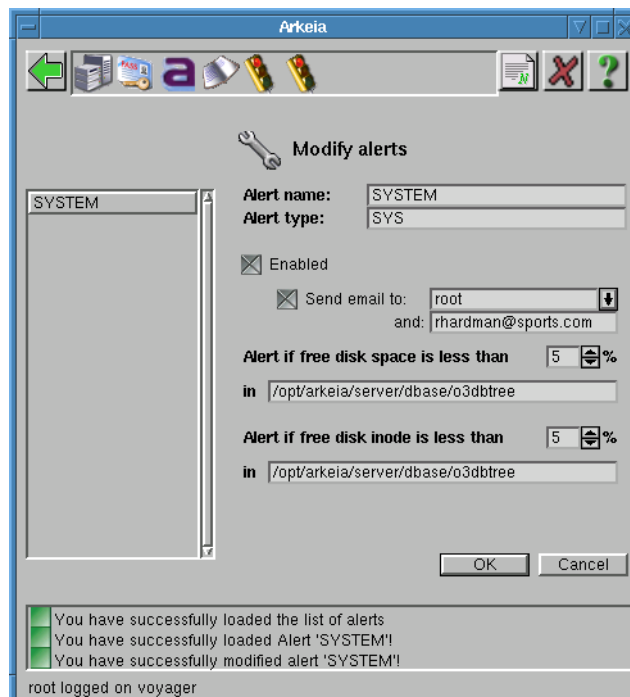 Arkeia
PASS
a
N
?
Modify alerts
SYSTEM
Alert name: SYSTEM
Alert type: SYS
Enabled
Send email to: root
and: rhardman@sports.com
Alert if free disk space is less than 5 %
in /opt/arkeia/server/dbase/o3dbtree
Alert if free disk inode is less than 5 %
in /opt/arkeia/server/dbase/o3dbtree
OK Cancel
You have successfully loaded the list of alerts
You have successfully loaded Alert 'SYSTEM'!
You have successfully modified alert 'SYSTEM'!
root logged on voyager